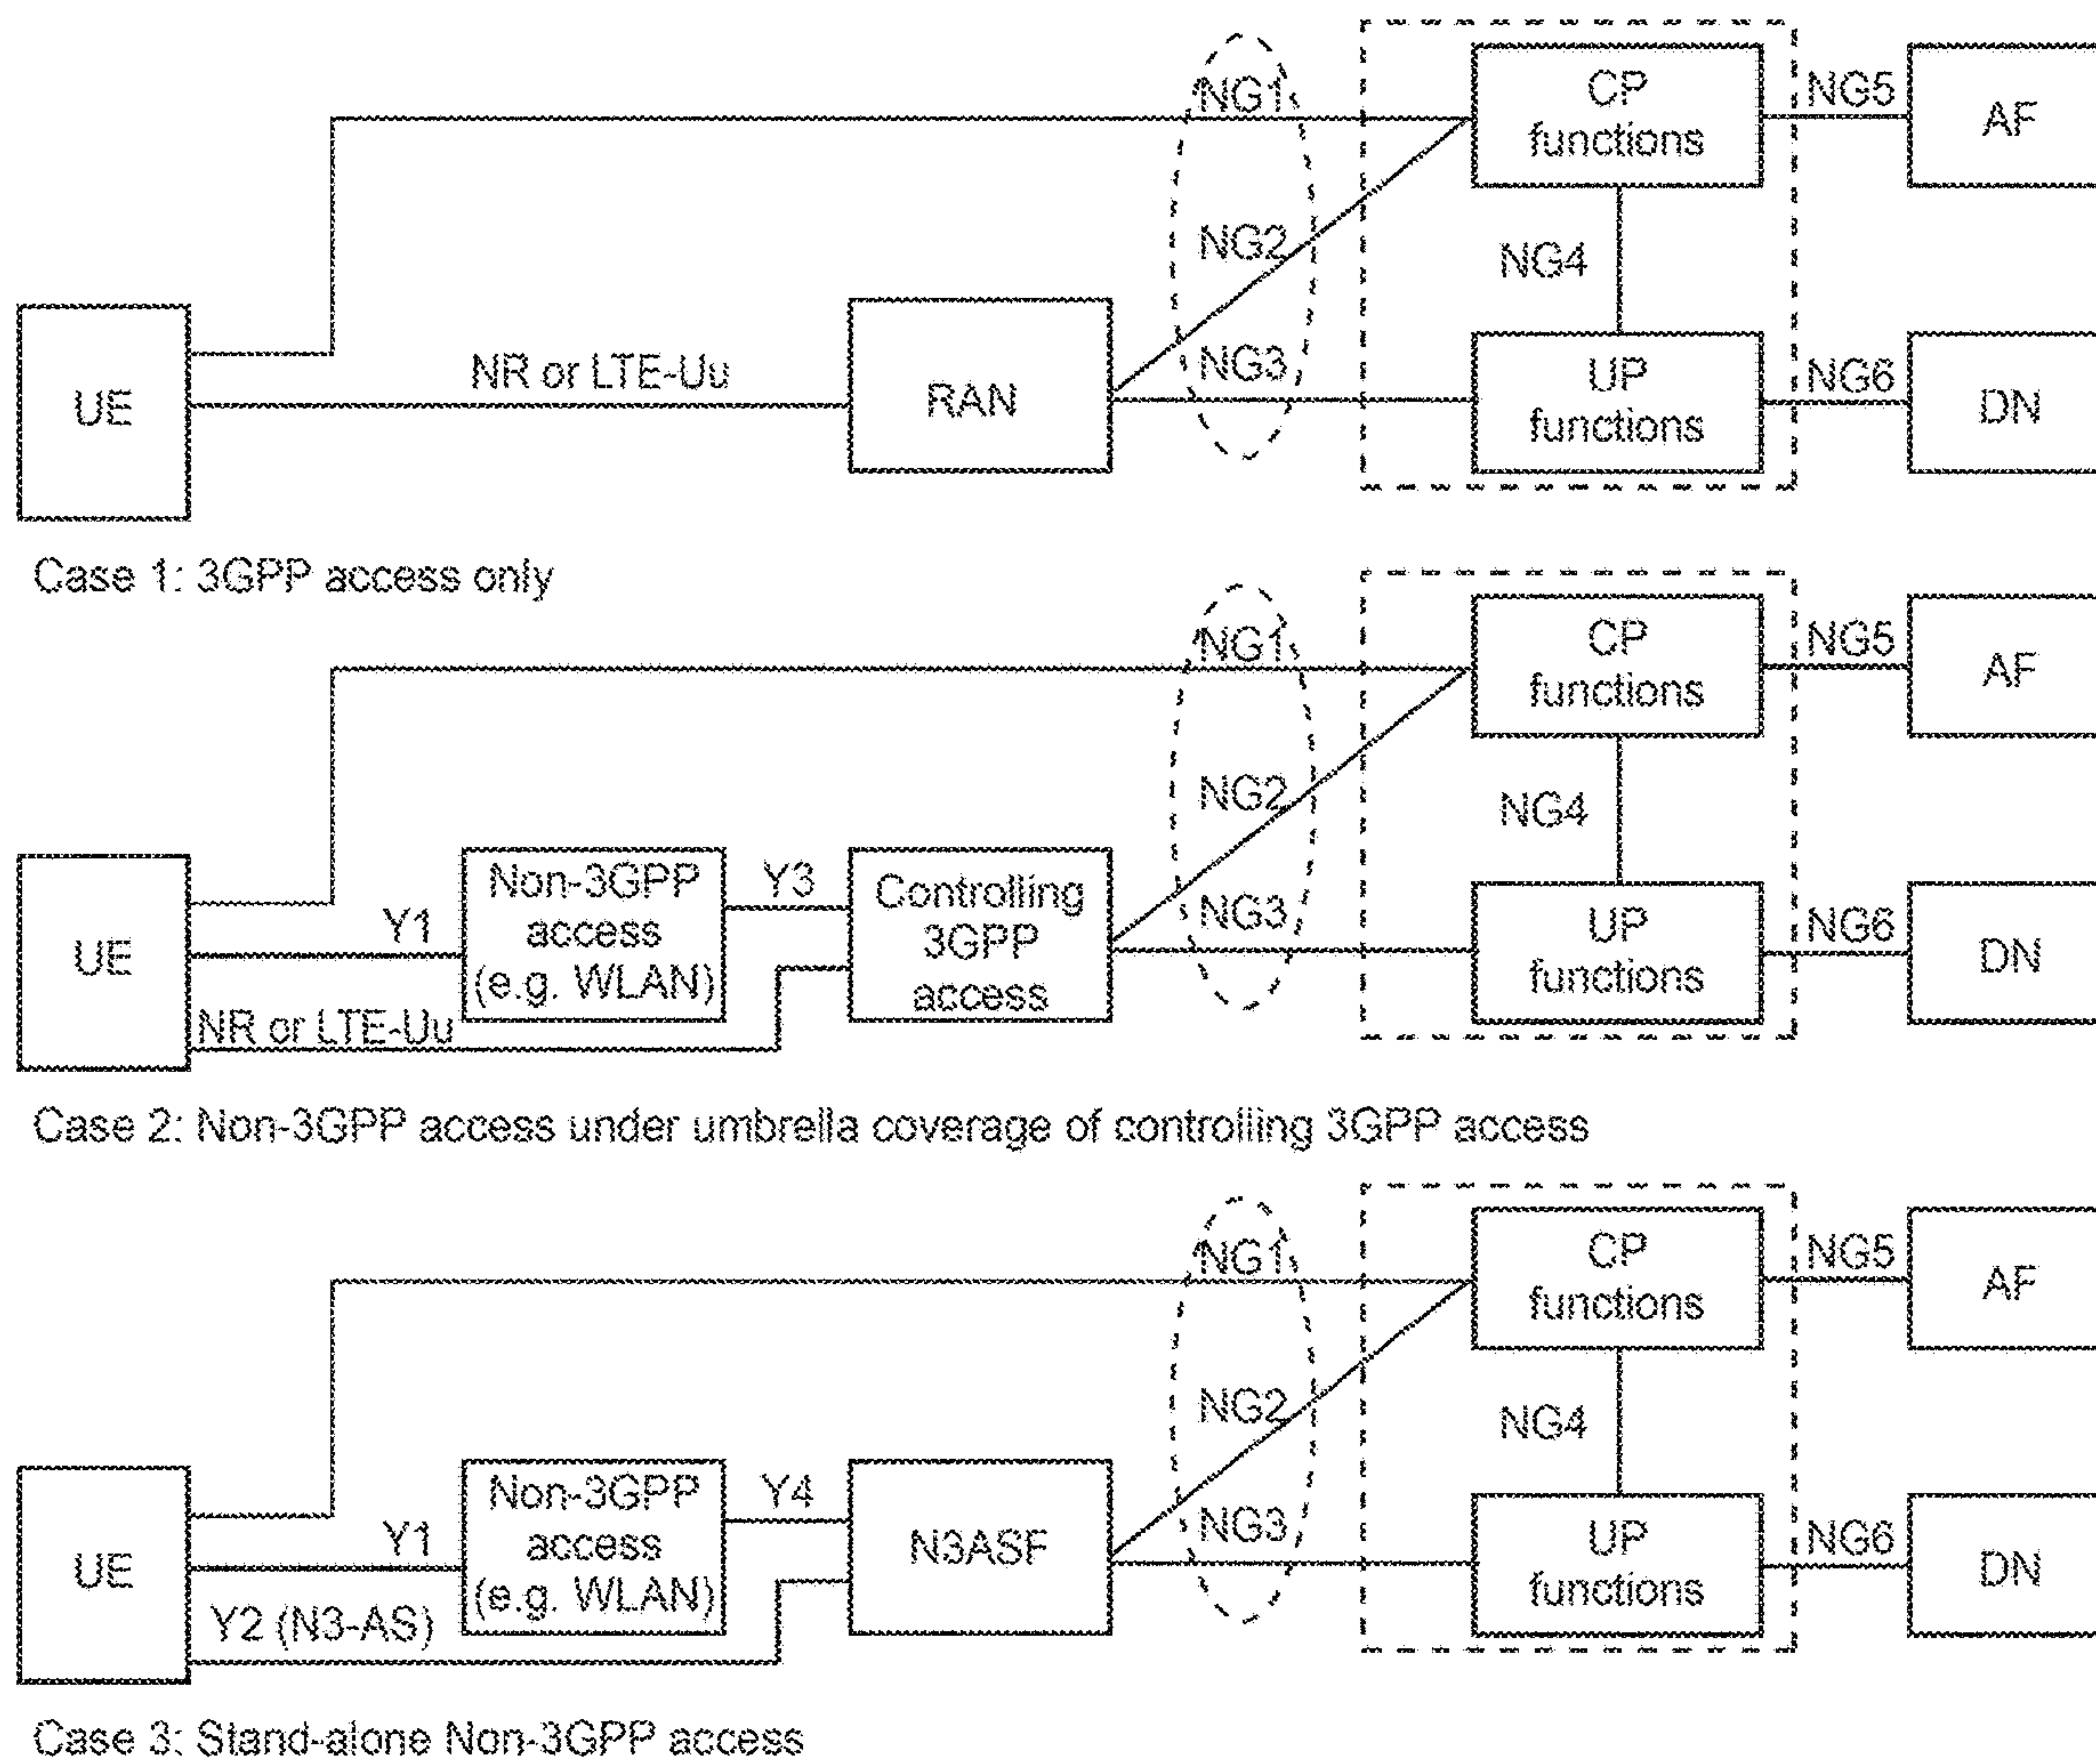 NG1
CP
functions
NG5
AF
NG2
NG4
UE
NR or LTE-Uu
RAN
NG3
UP
functions
NG6
DN
Case 1: 3GPP access only
NG1
CP
functions
NG5
AF
NG2
NG4
UE
Y1
Non-3GPP
access
(e.g. WLAN)
Y3
Controlling
3GPP
access
NG3
UP
functions
NG6
DN
NR or LTE-Uu
Case 2: Non-3GPP access under umbrella coverage of controlling 3GPP access
NG1
CP
functions
NG5
AF
NG2
NG4
UE
Y1
Non-3GPP
access
(e.g. WLAN)
Y4
N3ASF
NG3
UP
functions
NG6
DN
Y2 (N3-AS)
Case 3: Stand-alone Non-3GPP access